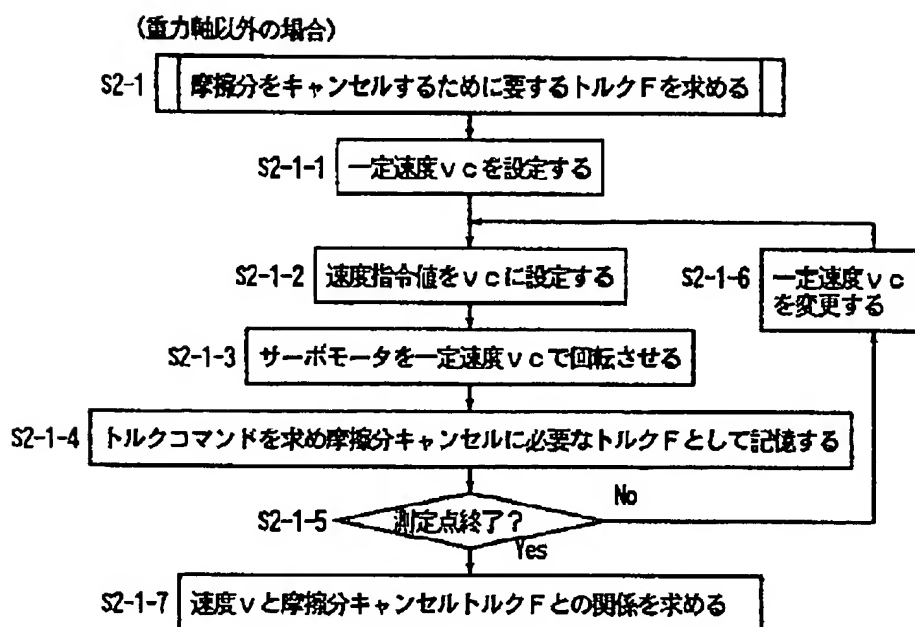 (重力軸以外の場合)
S2-1 摩擦分をキャンセルするために要するトルクFを求める
S2-1-1 一定速度vcを設定する
S2-1-2 速度指令値をvcに設定する
S2-1-6 一定速度vc
を変更する
S2-1-3 サーボモータを一定速度vcで回転させる
S2-1-4 トルクコマンドを求め摩擦分キャンセルに必要なトルクFとして記憶する
S2-1-5 測定点終了?
No
Yes
S2-1-7 速度vと摩擦分キャンセルトルクFとの関係を求める